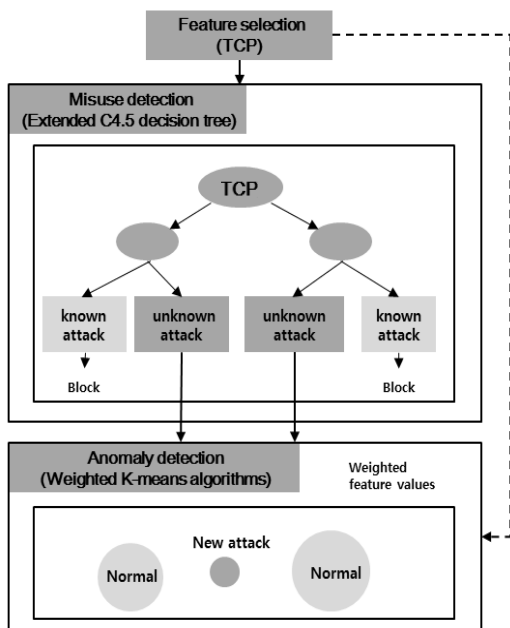 Feature selection
(TCP)
Misuse detection
(Extended C4.5 decision tree)
TCP
known
attack
unknown
attack
unknown
attack
known
attack
Block
Block
Anomaly detection
(Weighted K-means algorithms)
Weighted
feature values
New attack
Normal
Normal